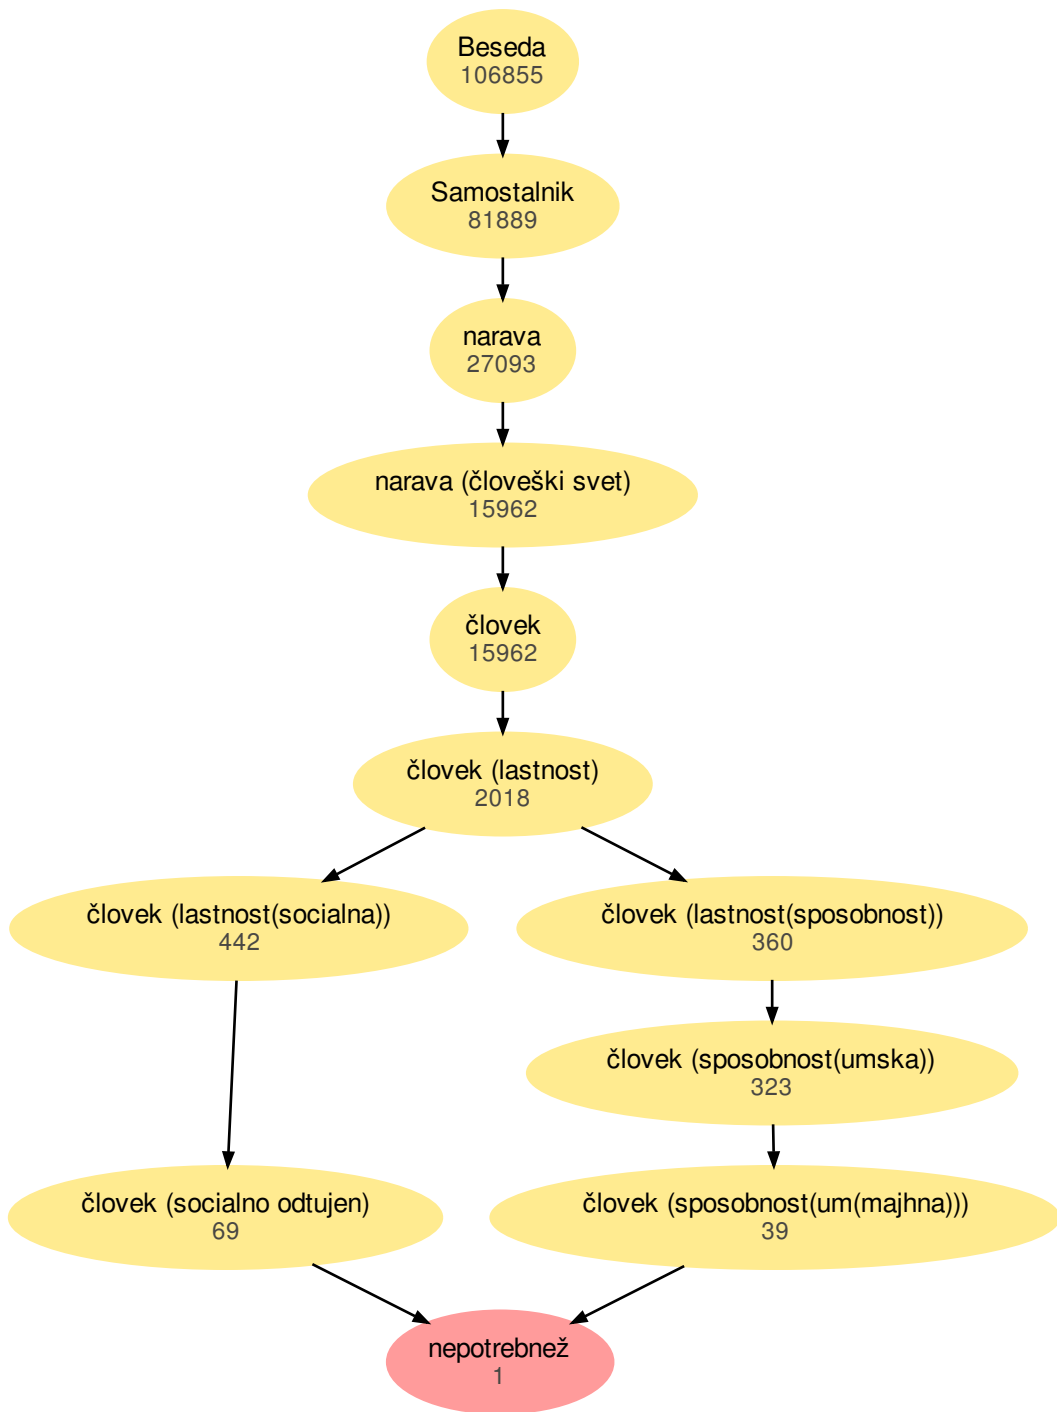 Beseda
106855
Samostalnik
81889
narava
27093
narava (človeški svet)
15962
človek
15962
človek (lastnost)
2018
človek (lastnost(socialna))
442
človek (lastnost(sposobnost))
360
človek (sposobnost(umska))
323
človek (socialno odtujen)
69
človek (sposobnost(um(majhna)))
39
nepotrebnež
1